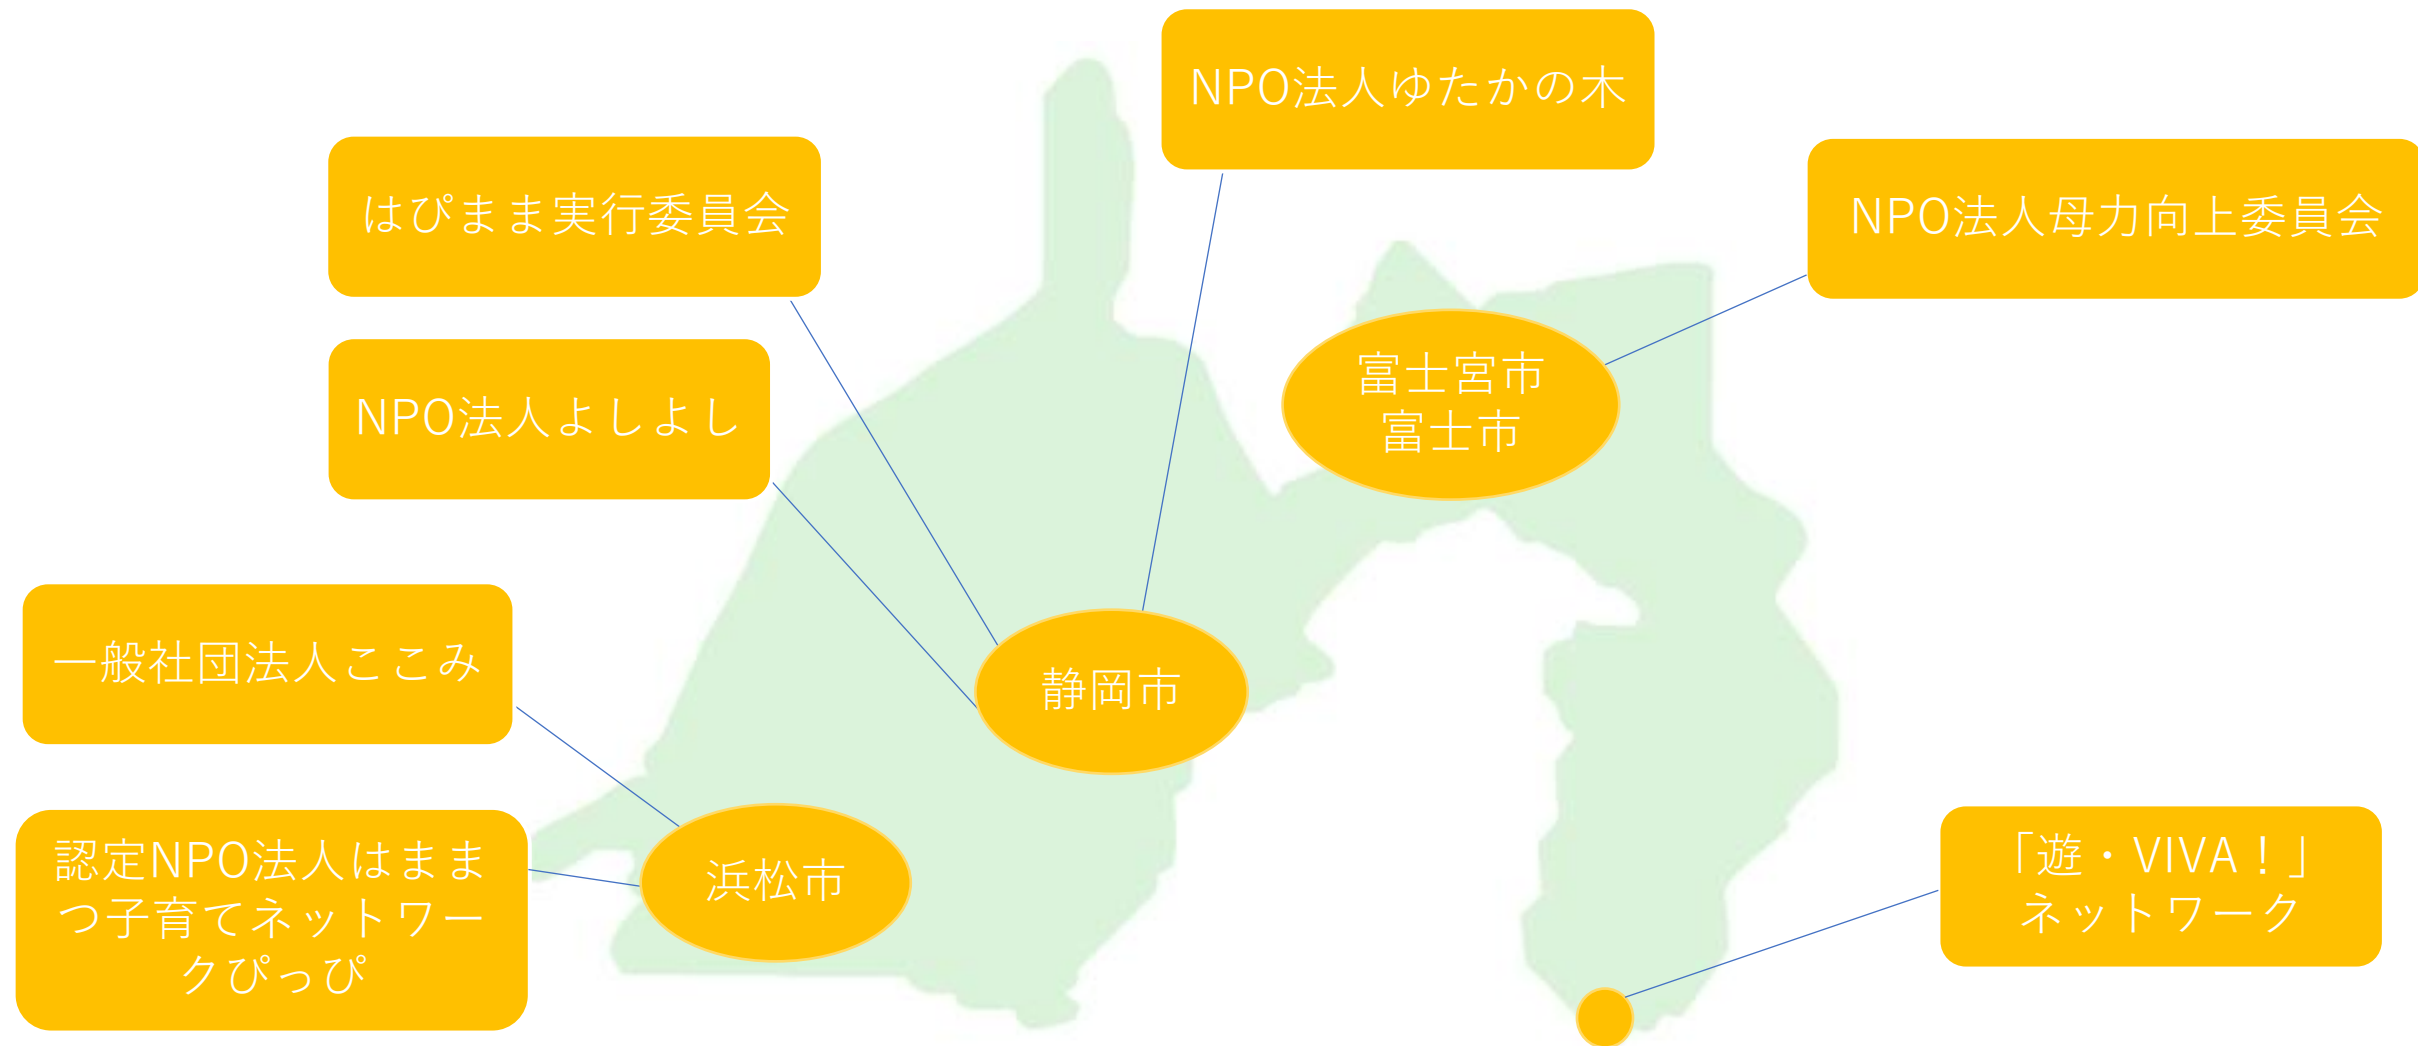 NPO法人ゆたかの木
はぴまま実行委員会
NPO法人母力向上委員会
NPO法人よしよし
富士宮市
富士市
一般社団法人ここみ
静岡市
認定NPO法人はまま
つ子育てネットワー
クぴっぴ
浜松市
「遊・VIVA！」
ネットワーク